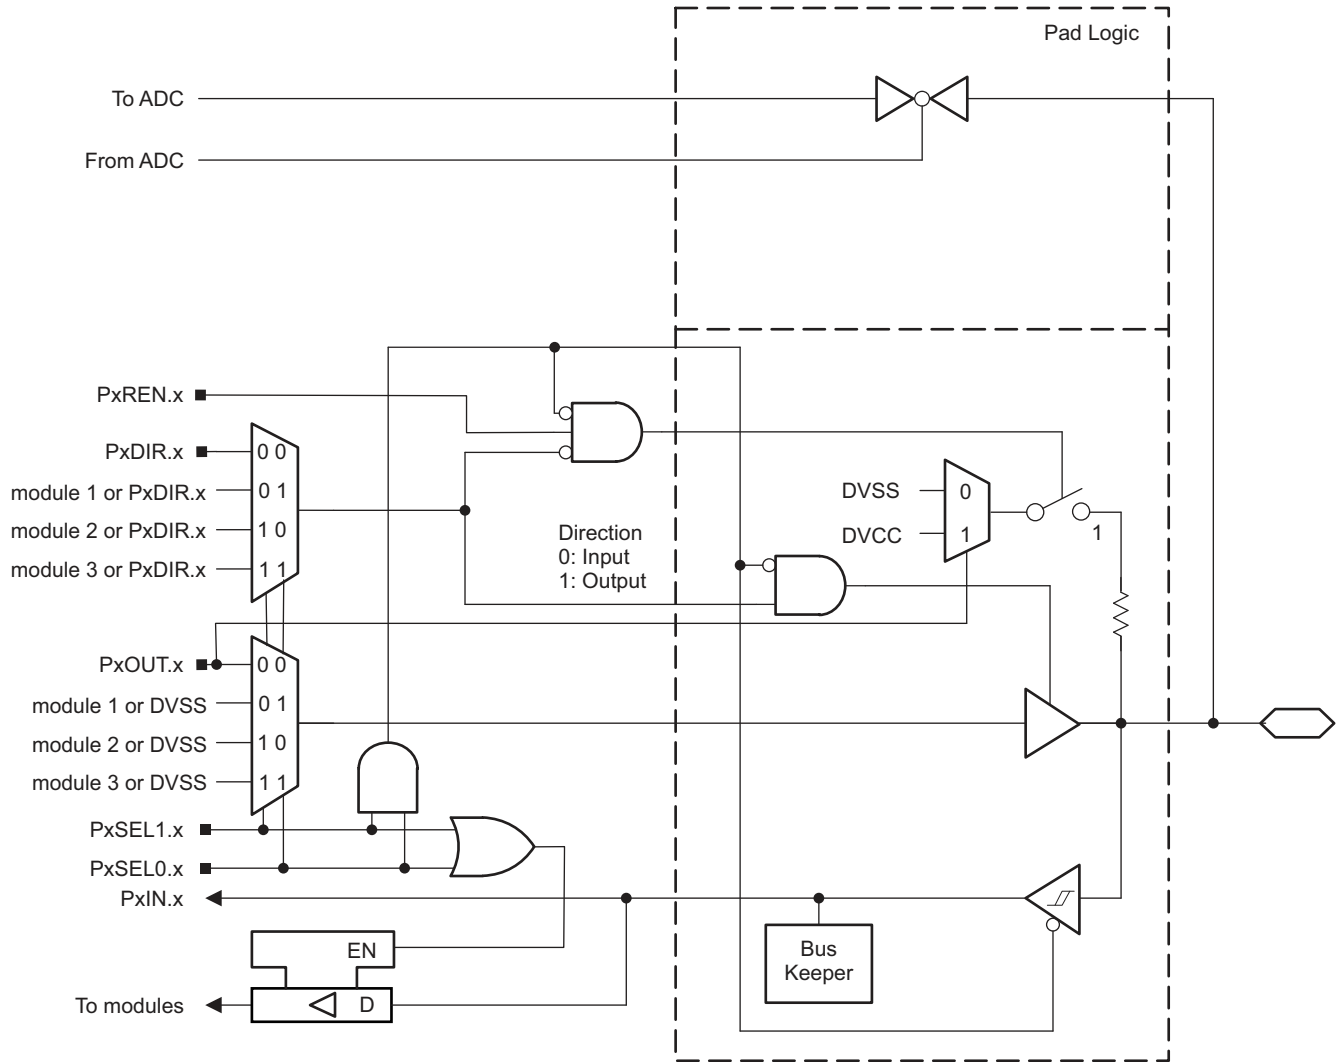 Pad Logic
To ADC
From ADC
PxREN.x
PxDIR.x
0 0
module 1 or PxDIR.x
0 1
module 2 or PxDIR.x
1 0
module 3 or PxDIR.x
1 1
Direction
0: Input
1: Output
DVSS
0
DVCC
1
1
PxOUT.x
0 0
module 1 or DVSS
0 1
module 2 or DVSS
1 0
module 3 or DVSS
1 1
PxSEL1.x
PxSEL0.x
PxIN.x
EN
Bus
Keeper
To modules
D